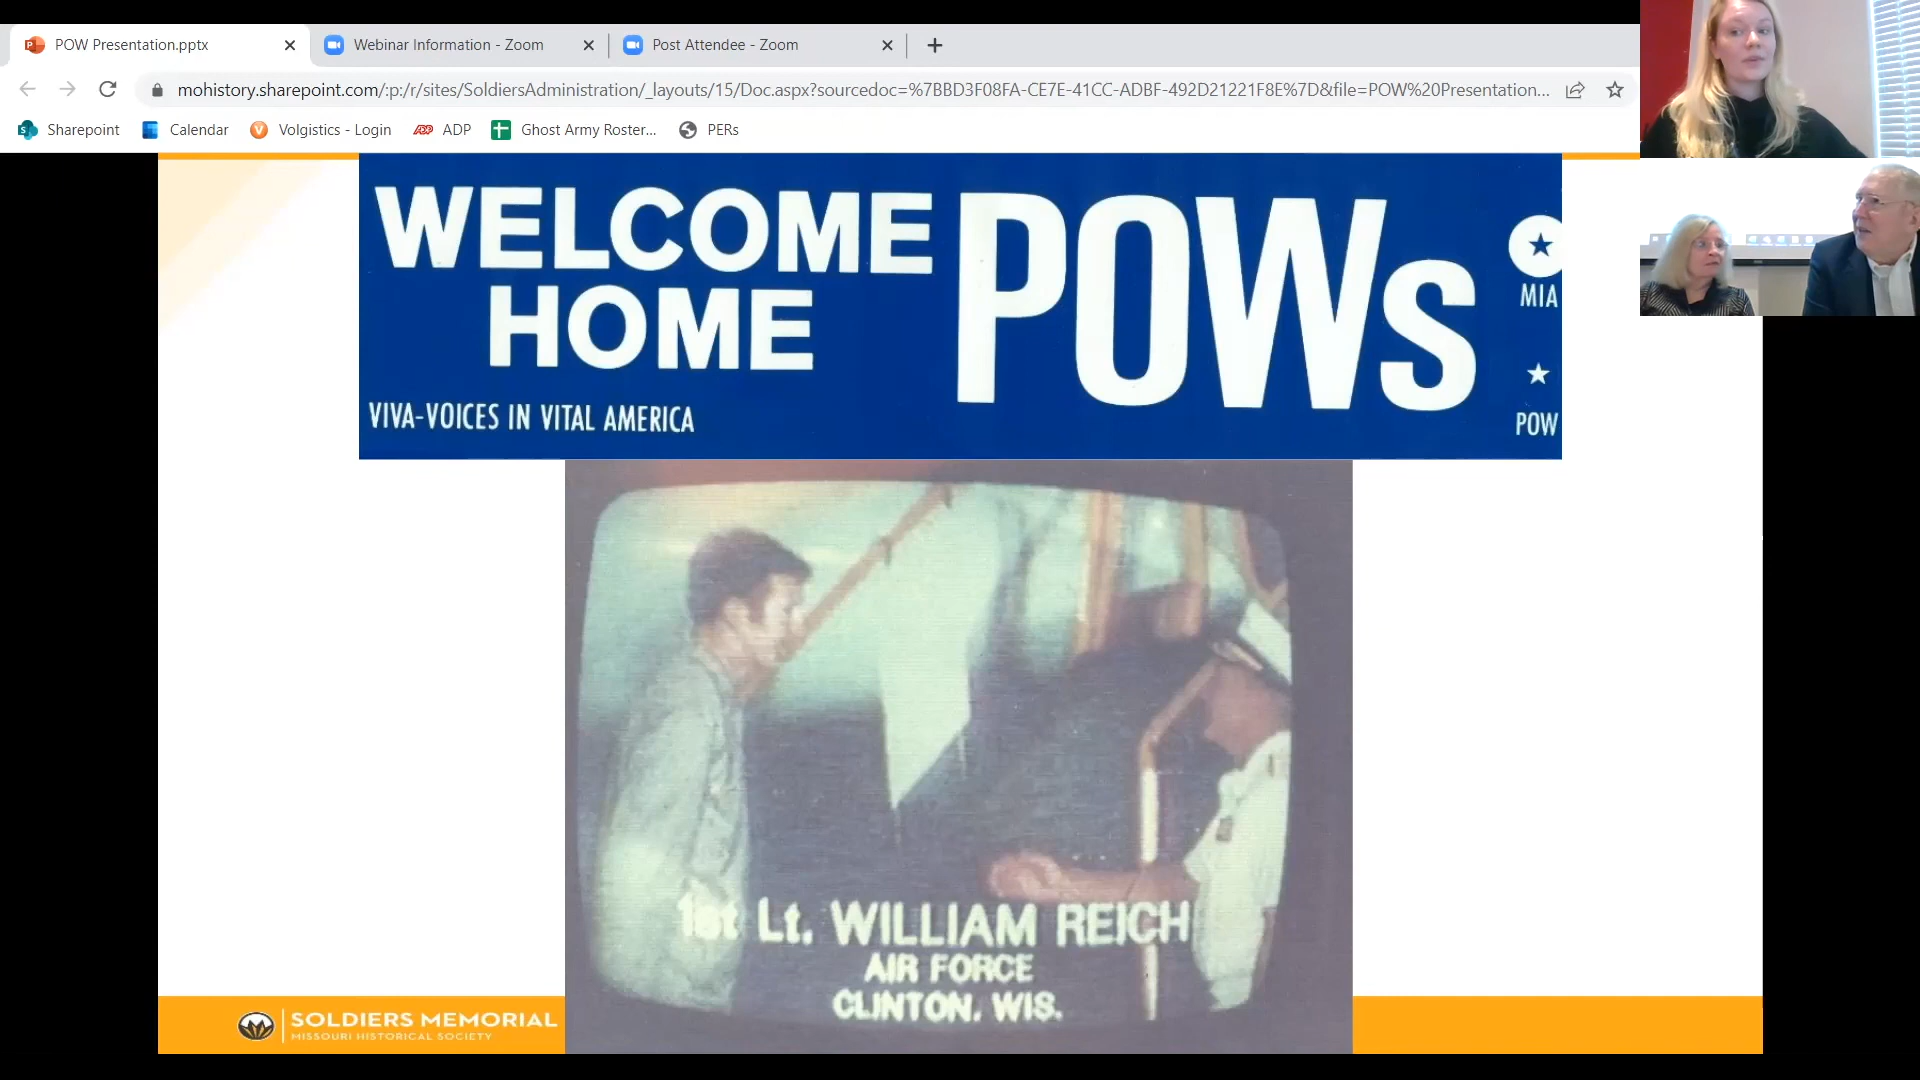 POW Presentation.pptx
Webinar Information - Zoom
Post Attendee - Zoom
mohistory.sharepoint.com/:p:/r/sites/SoldiersAdministration/_layouts/15/Doc.aspx?sourcedoc=%7BBD3F08FA-CE7E-41CC-ADBF-492D21221F8E%7D&file=POW%20Presentation...
Sharepoint
Calendar
Volgistics - Login
ADP
Ghost Army Roster...
PERs
WELCOME
HOME
POWs
MIA
POW
VIVA-VOICES IN VITAL AMERICA
1st Lt. WILLIAM REICH
AIR FORCE
CLINTON, WIS.
SOLDIERS MEMORIAL
MISSOURI HISTORICAL SOCIETY